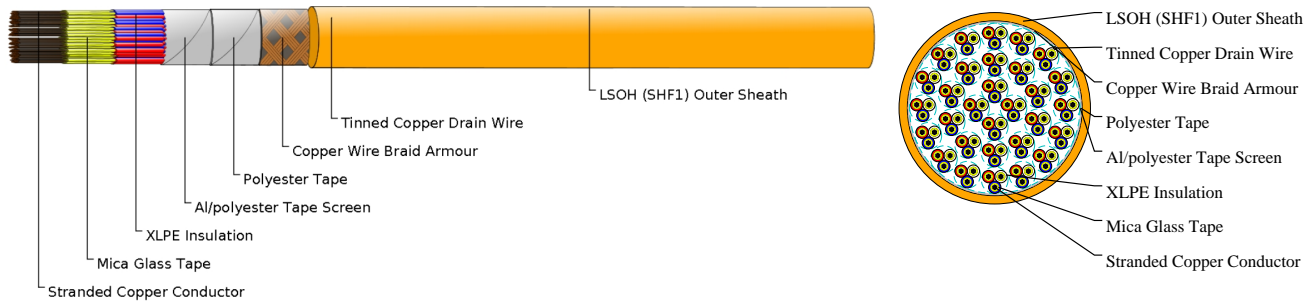 LSOH (SHF1) Outer Sheath
Tinned Copper Drain Wire
Copper Wire Braid Armour
Polyester Tape
Al/polyester Tape Screen
XLPE Insulation
Mica Glass Tape
Stranded Copper Conductor
LSOH (SHF1) Outer Sheath
Tinned Copper Drain Wire
Copper Wire Braid Armour
Polyester Tape
Al/polyester Tape Screen
XLPE Insulation
Mica Glass Tape
Stranded Copper Conductor